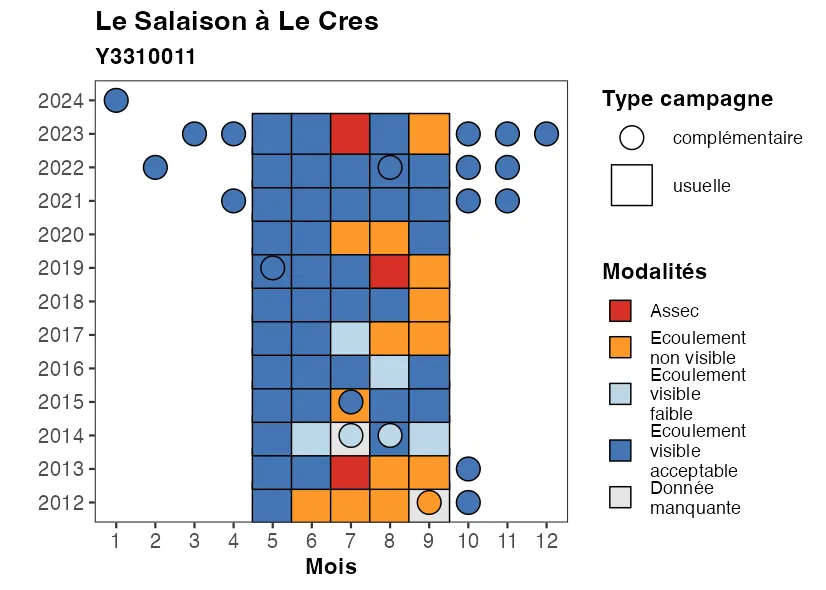 Le Salaison à Le Cres
Y3310011
2024
2023
2022
2021
2020
2019
2018
2017
2016
2015
2014
2013
2012
1 2 3 4 5 6 7 8 9 10 11 12
Mois
Type campagne
complémentaire
usuelle
Modalités
Assec
Ecoulement
non visible
Ecoulement
visible
faible
Ecoulement
visible
acceptable
Donnée
manquante